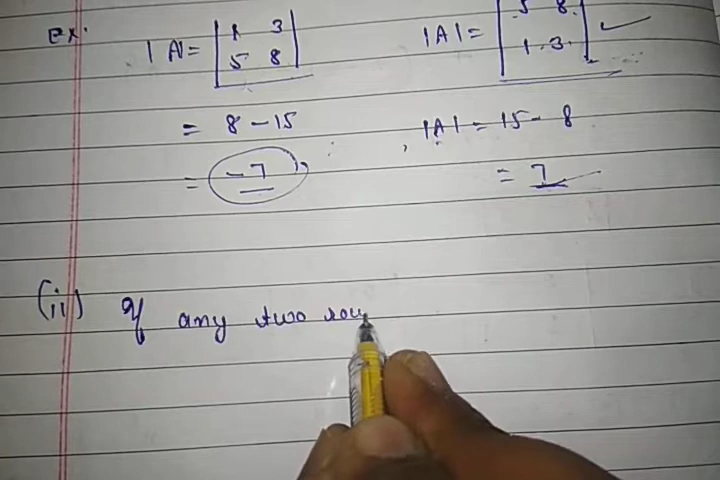 Ex: |A| = | 1 3 | |A| = | 5 8 |
| 5 8 | | 1 3 |
= 8 - 15 , |A| = 15 - 8
= -7, = 7
(ii) If any two row